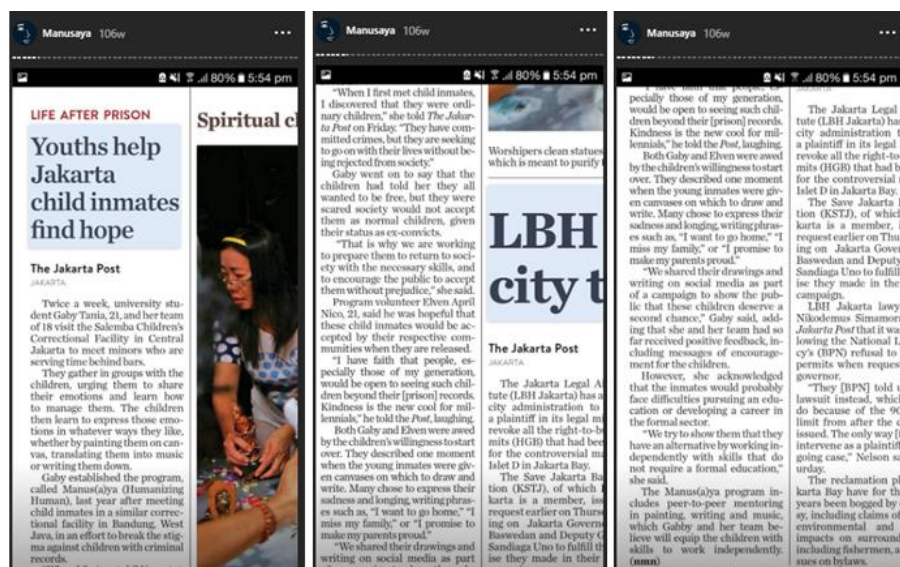 Manusaya 106w
80% 5:54 pm
LIFE AFTER PRISON
Youths help
Jakarta
child inmates
find hope
The Jakarta Post
JAKARTA
Twice a week, university stu-
dent Gaby Tania, 21, and her team
of 18 visit the Salemba Children's
Correctional Facility in Central
Jakarta to meet minors who are
serving time behind bars.
They gather in groups with the
children, urging them to share
their emotions and learn how
to manage them. The children
then learn to express those emo-
tions in whatever ways they like,
whether by painting them on can-
vas, translating them into music
or writing them down.
Gaby established the program,
called Manus(a)ya (Humanizing
Human), last year after meeting
child inmates in a similar correc-
tional facility in Bandung, West
Java, in an effort to break the stig-
ma against children with criminal
records.
Spiritual cl
Manusaya 106w
80% 5:54 pm
"When I first met child inmates,
I discovered that they were ordi-
nary children," she told The Jakar-
ta Post on Friday. "They have com-
mitted crimes, but they are seeking
to go on with their lives without be-
ing rejected from society."
Gaby went on to say that the
children had told her they all
wanted to be free, but they were
scared society would not accept
them as normal children, given
their status as ex-convicts.
"That is why we are working
to prepare them to return to soci-
ety with the necessary skills, and
to encourage the public to accept
them without prejudice," she said.
Program volunteer Elven April
Nico, 21, said he was hopeful that
these child inmates would be ac-
cepted by their respective com-
munities when they are released.
"I have faith that people, es-
pecially those of my generation,
would be open to seeing such chil-
dren beyond their [prison] records.
Kindness is the new cool for mil-
lennials," he told the Post, laughing.
Both Gaby and Elven were awed
by the children's willingness to start
over. They described one moment
when the young inmates were giv-
en canvases on which to draw and
write. Many chose to express their
sadness and longing, writing phras-
es such as, "I want to go home," "I
miss my family," or "I promise to
make my parents proud."
"We shared their drawings and
writing on social media as part
Worshipers clean statues
which is meant to purify t
LBH
city t
The Jakarta Post
JAKARTA
The Jakarta Legal Ai
tute (LBH Jakarta) has a
city administration to
a plaintiff in its legal mi
revoke all the right-to-b
mits (HGB) that had bee
for the controversial ma
Islet D in Jakarta Bay.
The Save Jakarta Ba
tion (KSTJ), of which l
karta is a member, iss
request earlier on Thurs
ing on Jakarta Governo
Baswedan and Deputy G
Sandiaga Uno to fulfill th
ise they made in their
Manusaya 106w
80% 5:54 pm
"I have faith that people, es-
pecially those of my generation,
would be open to seeing such chil-
dren beyond their [prison] records.
Kindness is the new cool for mil-
lennials," he told the Post, laughing.
Both Gaby and Elven were awed
by the children's willingness to start
over. They described one moment
when the young inmates were giv-
en canvases on which to draw and
write. Many chose to express their
sadness and longing, writing phras-
es such as, "I want to go home," "I
miss my family," or "I promise to
make my parents proud."
"We shared their drawings and
writing on social media as part
of a campaign to show the pub-
lic that these children deserve a
second chance," Gaby said, add-
ing that she and her team had so
far received positive feedback, in-
cluding messages of encourage-
ment for the children.
However, she acknowledged
that the inmates would probably
face difficulties pursuing an edu-
cation or developing a career in
the formal sector.
"We try to show them that they
have an alternative by working in-
dependently with skills that do
not require a formal education,"
she said.
The Manus(a)ya program in-
cludes peer-to-peer mentoring
in painting, writing and music,
which Gabby and her team be-
lieve will equip the children with
skills to work independently.
(nmn)
JAKARTA
The Jakarta Legal
tute (LBH Jakarta) has
city administration t
a plaintiff in its legal
revoke all the right-to
mits (HGB) that had b
for the controversial
Islet D in Jakarta Bay.
The Save Jakarta
tion (KSTJ), of which
karta is a member, i
request earlier on Thu
ing on Jakarta Gover
Baswedan and Deputy
Sandiaga Uno to fulfill
ise they made in the
campaign.
LBH Jakarta lawy
Nikodemus Simamor
Jakarta Post that it wa
lowing the National L
cy's (BPN) refusal to
permits when reques
governor.
"They [BPN] told u
lawsuit instead, which
do because of the 90
limit from after the c
issued. The only way [
intervene as a plaintif
going case," Nelson sa
urday.
The reclamation pl
karta Bay have for th
years been bogged by
sy, including claims of
environmental and
impacts on surround
including fishermen, a
sues on bylaws.